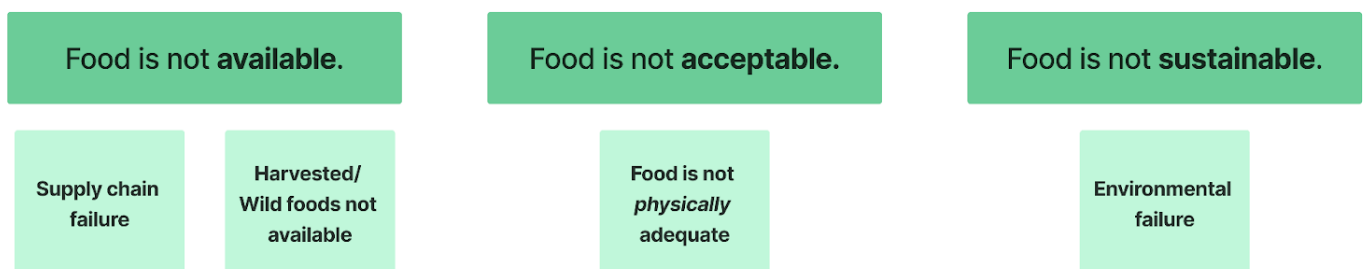 Food is not available.
Food is not acceptable.
Food is not sustainable.
Supply chain
failure
Harvested/
Wild foods not
available
Food is not
physically
adequate
Environmental
failure